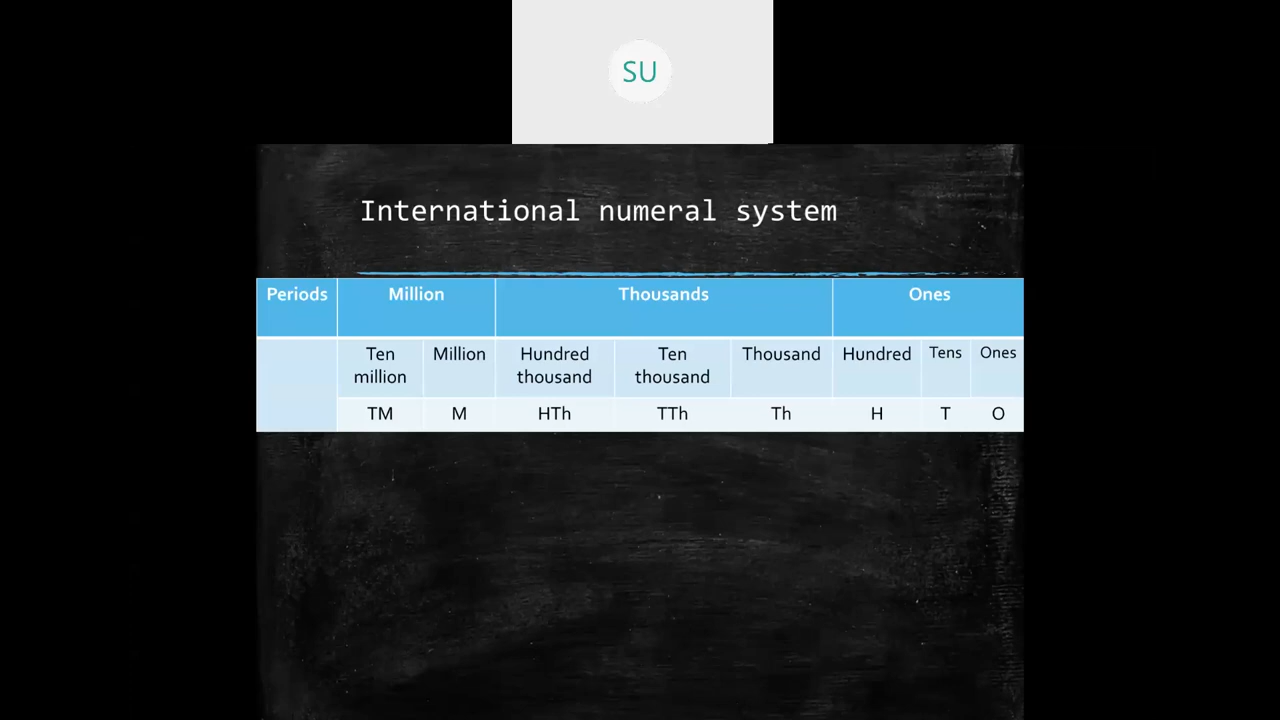 SU
International numeral system
Periods Million Thousands Ones
Ten million Million Hundred thousand Ten thousand Thousand Hundred Tens Ones
TM M HTh TTh Th H T O